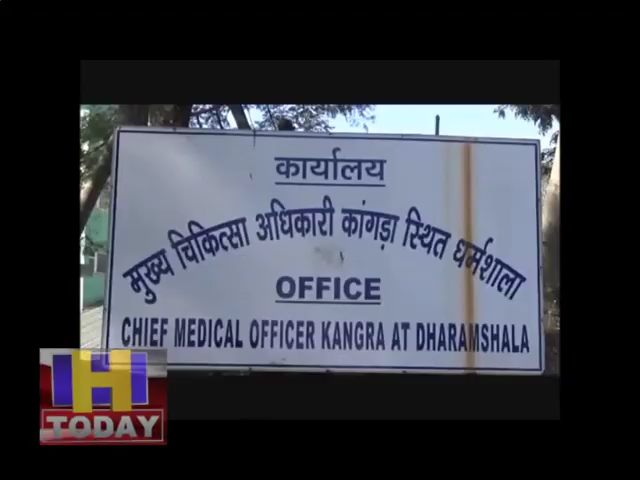 कार्यालय
मुख्य चिकित्सा अधिकारी कांगड़ा स्थित धर्मशाला
OFFICE
CHIEF MEDICAL OFFICER KANGRA AT DHARAMSHALA
H
TODAY